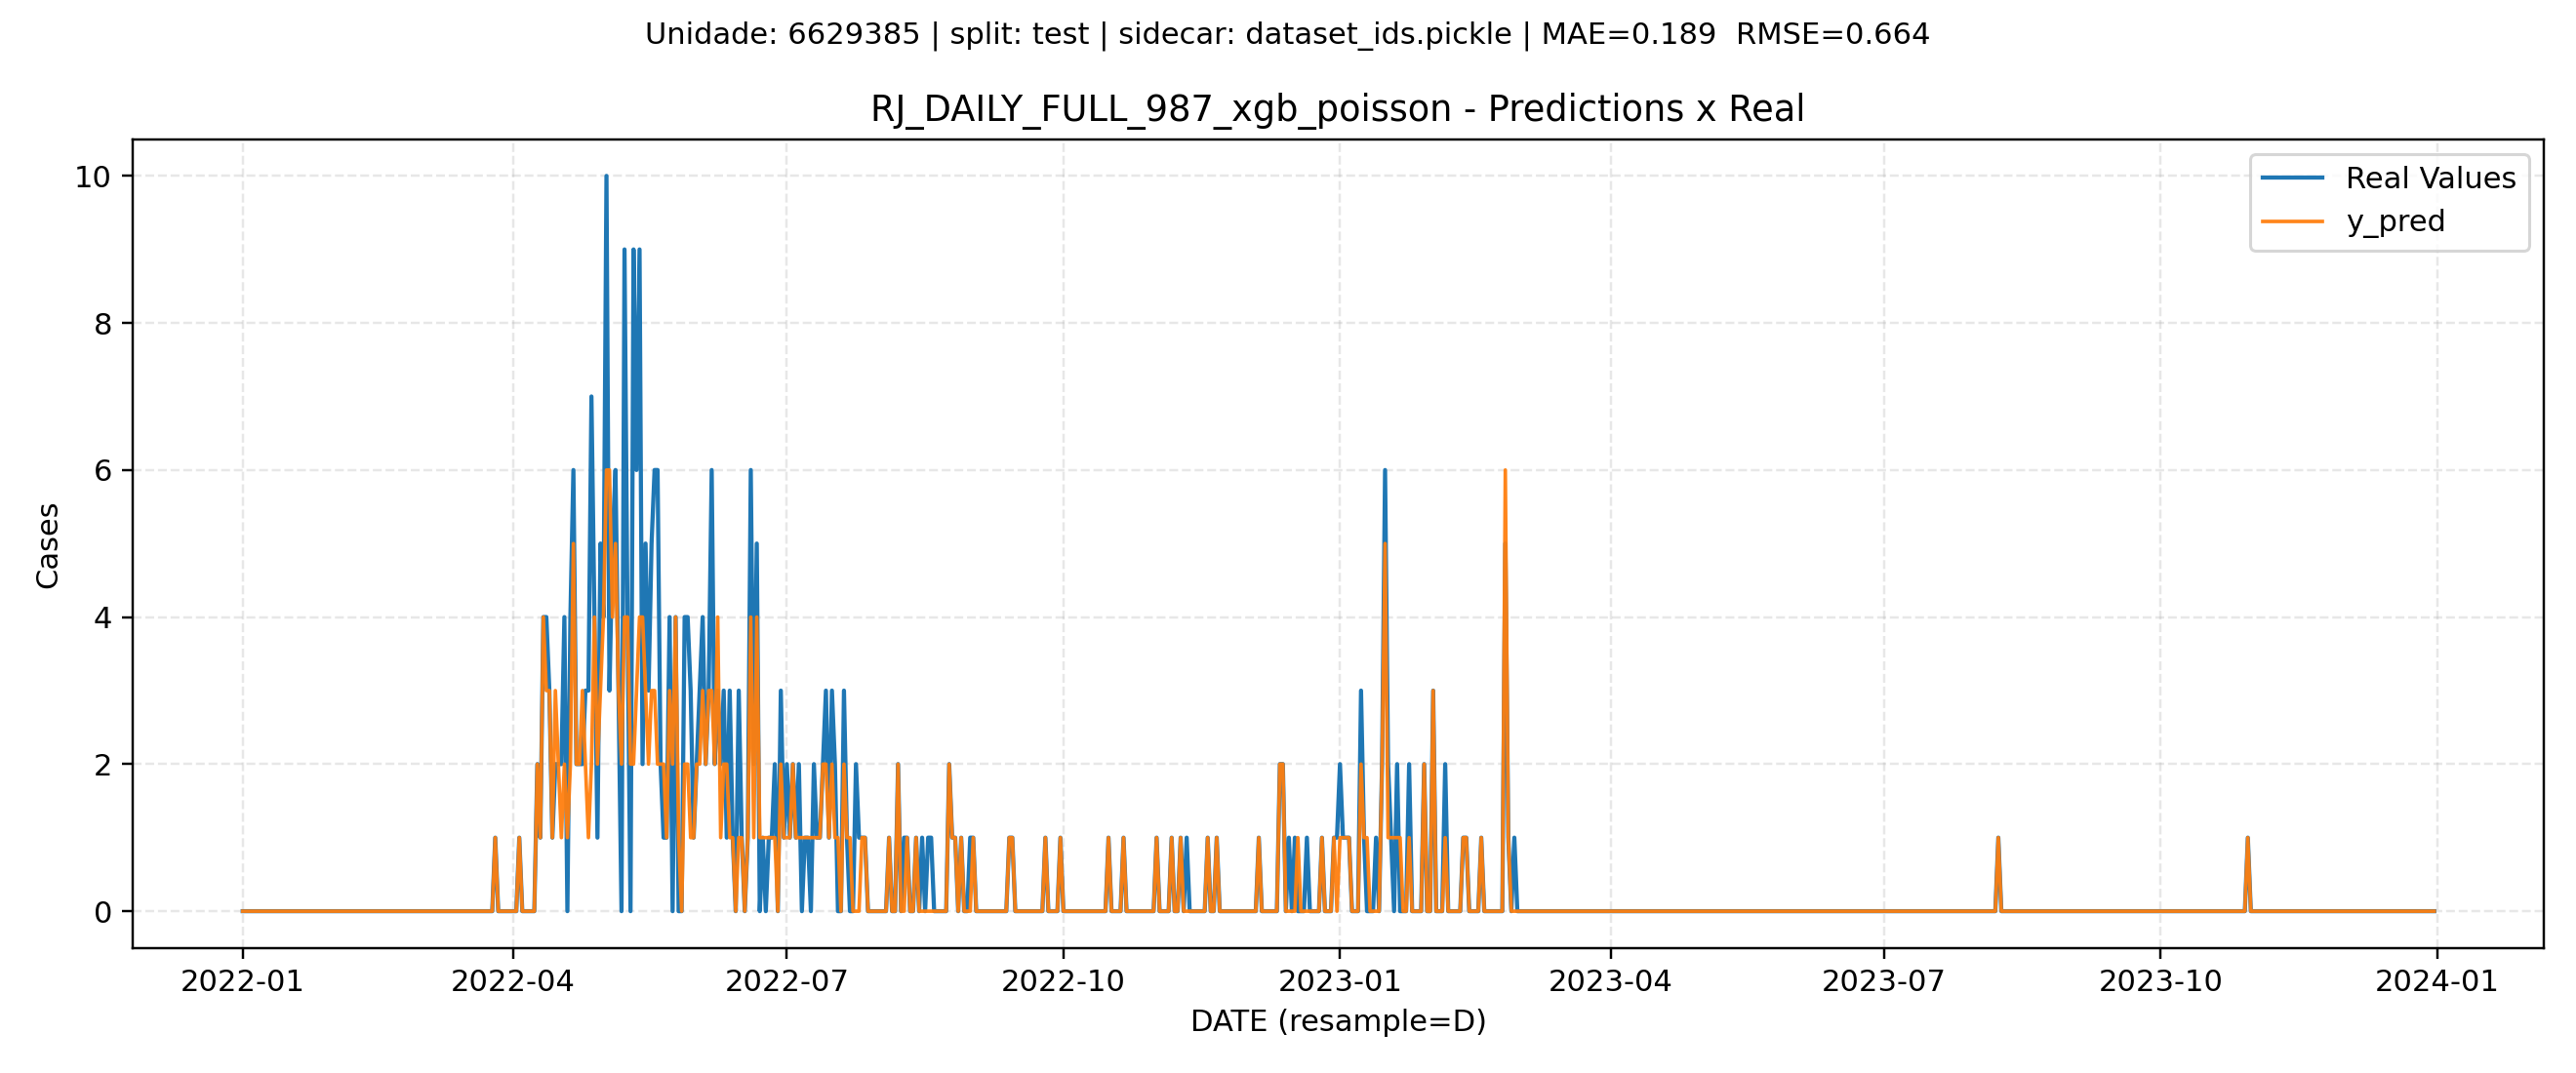 Unidade: 6629385 | split: test | sidecar: dataset_ids.pickle | MAE=0.189  RMSE=0.664
RJ_DAILY_FULL_987_xgb_poisson - Predictions x Real
Real Values
y_pred
10
8
6
4
2
0
Cases
2022-01
2022-04
2022-07
2022-10
2023-01
2023-04
2023-07
2023-10
2024-01
DATE (resample=D)